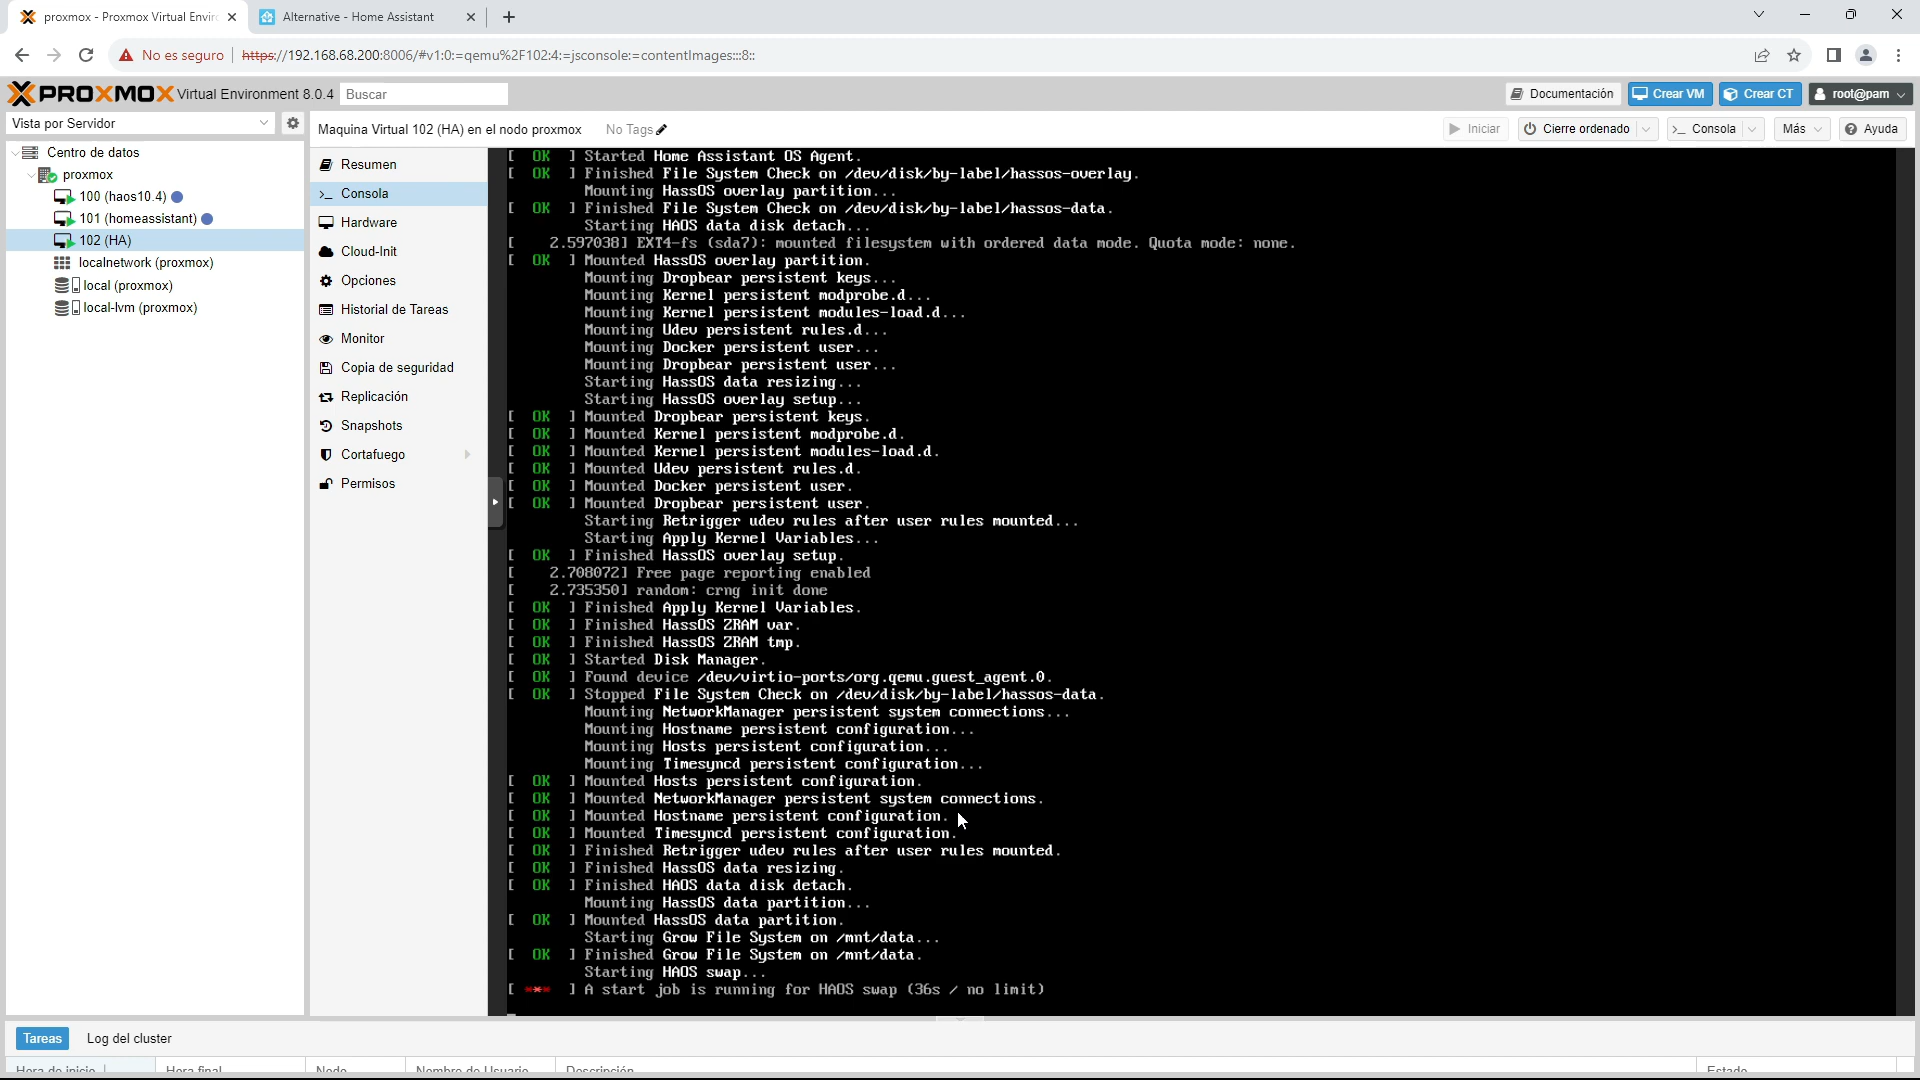 proxmox - Proxmox Virtual Envir
Alternative - Home Assistant
No es seguro
https://192.168.68.200:8006/#v1:0:=qemu%2F102:4:=jsconsole:=contentImages:::8::
PROXMOX Virtual Environment 8.0.4
Buscar
Documentación
Crear VM
Crear CT
root@pam
Vista por Servidor
Maquina Virtual 102 (HA) en el nodo proxmox
No Tags
Iniciar
Cierre ordenado
Consola
Más
Ayuda
Centro de datos
proxmox
100 (haos10.4)
101 (homeassistant)
102 (HA)
localnetwork (proxmox)
local (proxmox)
local-lvm (proxmox)
Resumen
Consola
Hardware
Cloud-Init
Opciones
Historial de Tareas
Monitor
Copia de seguridad
Replicación
Snapshots
Cortafuego
Permisos
[  OK  ] Started Home Assistant OS Agent.
[  OK  ] Finished File System Check on /dev/disk/by-label/hassos-overlay.
Mounting HassOS overlay partition...
[  OK  ] Finished File System Check on /dev/disk/by-label/hassos-data.
Starting HAOS data disk detach...
[    2.597038] EXT4-fs (sda7): mounted filesystem with ordered data mode. Quota mode: none.
[  OK  ] Mounted HassOS overlay partition.
Mounting Dropbear persistent keys...
Mounting Kernel persistent modprobe.d...
Mounting Kernel persistent modules-load.d...
Mounting Udev persistent rules.d...
Mounting Docker persistent user...
Mounting Dropbear persistent user...
Starting HassOS data resizing...
Starting HassOS overlay setup...
[  OK  ] Mounted Dropbear persistent keys.
[  OK  ] Mounted Kernel persistent modprobe.d.
[  OK  ] Mounted Kernel persistent modules-load.d.
[  OK  ] Mounted Udev persistent rules.d.
[  OK  ] Mounted Docker persistent user.
[  OK  ] Mounted Dropbear persistent user.
Starting Retrigger udev rules after user rules mounted...
Starting Apply Kernel Variables...
[  OK  ] Finished HassOS overlay setup.
[    2.708072] Free page reporting enabled
[    2.735350] random: crng init done
[  OK  ] Finished Apply Kernel Variables.
[  OK  ] Finished HassOS ZRAM var.
[  OK  ] Finished HassOS ZRAM tmp.
[  OK  ] Started Disk Manager.
[  OK  ] Found device /dev/virtio-ports/org.qemu.guest_agent.0.
[  OK  ] Stopped File System Check on /dev/disk/by-label/hassos-data.
Mounting NetworkManager persistent system connections...
Mounting Hostname persistent configuration...
Mounting Hosts persistent configuration...
Mounting Timesyncd persistent configuration...
[  OK  ] Mounted Hosts persistent configuration.
[  OK  ] Mounted NetworkManager persistent system connections.
[  OK  ] Mounted Hostname persistent configuration.
[  OK  ] Mounted Timesyncd persistent configuration.
[  OK  ] Finished Retrigger udev rules after user rules mounted.
[  OK  ] Finished HassOS data resizing.
[  OK  ] Finished HAOS data disk detach.
Mounting HassOS data partition...
[  OK  ] Mounted HassOS data partition.
Starting Grow File System on /mnt/data...
[  OK  ] Finished Grow File System on /mnt/data.
Starting HAOS swap...
[ *** ] A start job is running for HAOS swap (36s / no limit)
Tareas
Log del cluster
Hora de inicio
Hora final
Nodo
Nombre de Usuario
Descripción
Estado